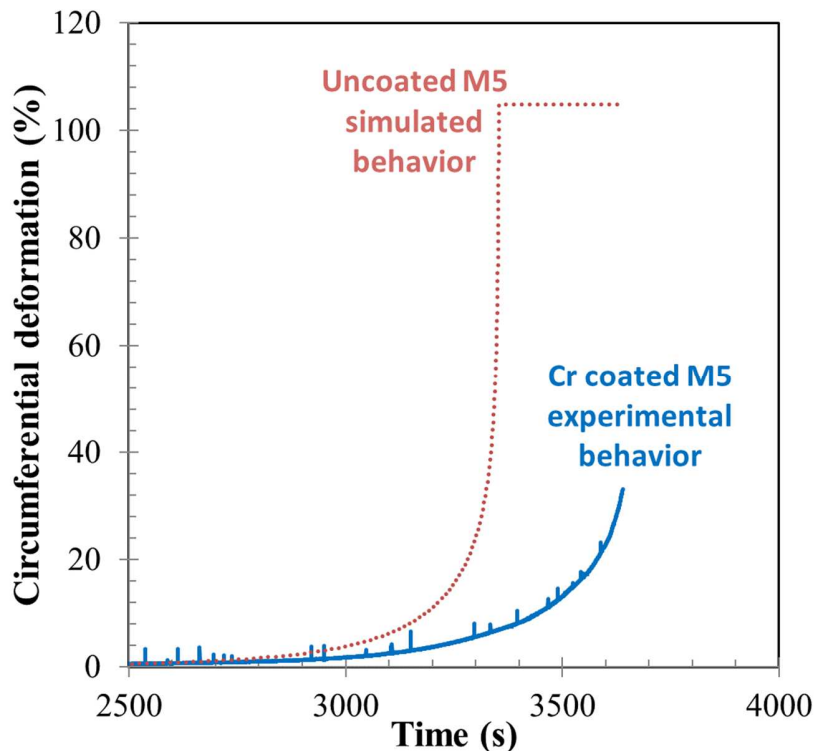 120
100
80
60
40
20
0
Circumferential deformation (%)
Uncoated M5
simulated
behavior
Cr coated M5
experimental
behavior
2500
3000
3500
4000
Time (s)